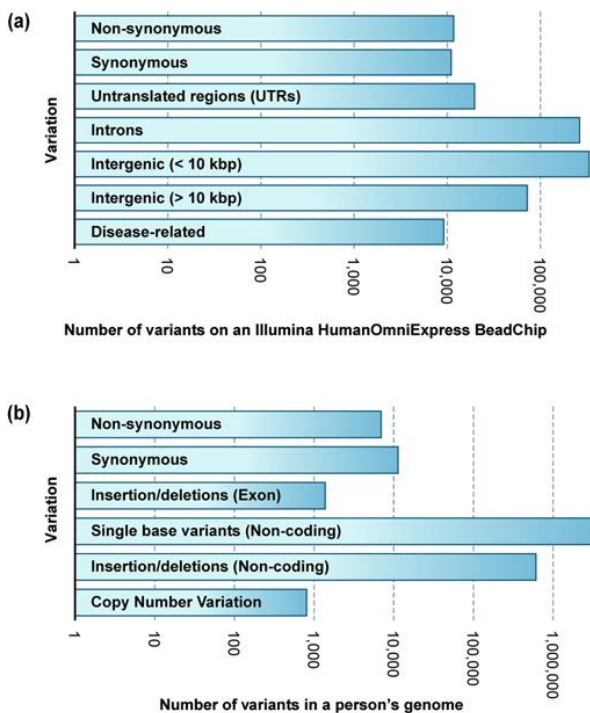 (a)
Variation
Non-synonymous
Synonymous
Untranslated regions (UTRs)
Introns
Intergenic (< 10 kbp)
Intergenic (> 10 kbp)
Disease-related
1
10
100
1,000
10,000
100,000
Number of variants on an Illumina HumanOmniExpress BeadChip
(b)
Variation
Non-synonymous
Synonymous
Insertion/deletions (Exon)
Single base variants (Non-coding)
Insertion/deletions (Non-coding)
Copy Number Variation
1
10
100
1,000
10,000
100,000
1,000,000
Number of variants in a person's genome